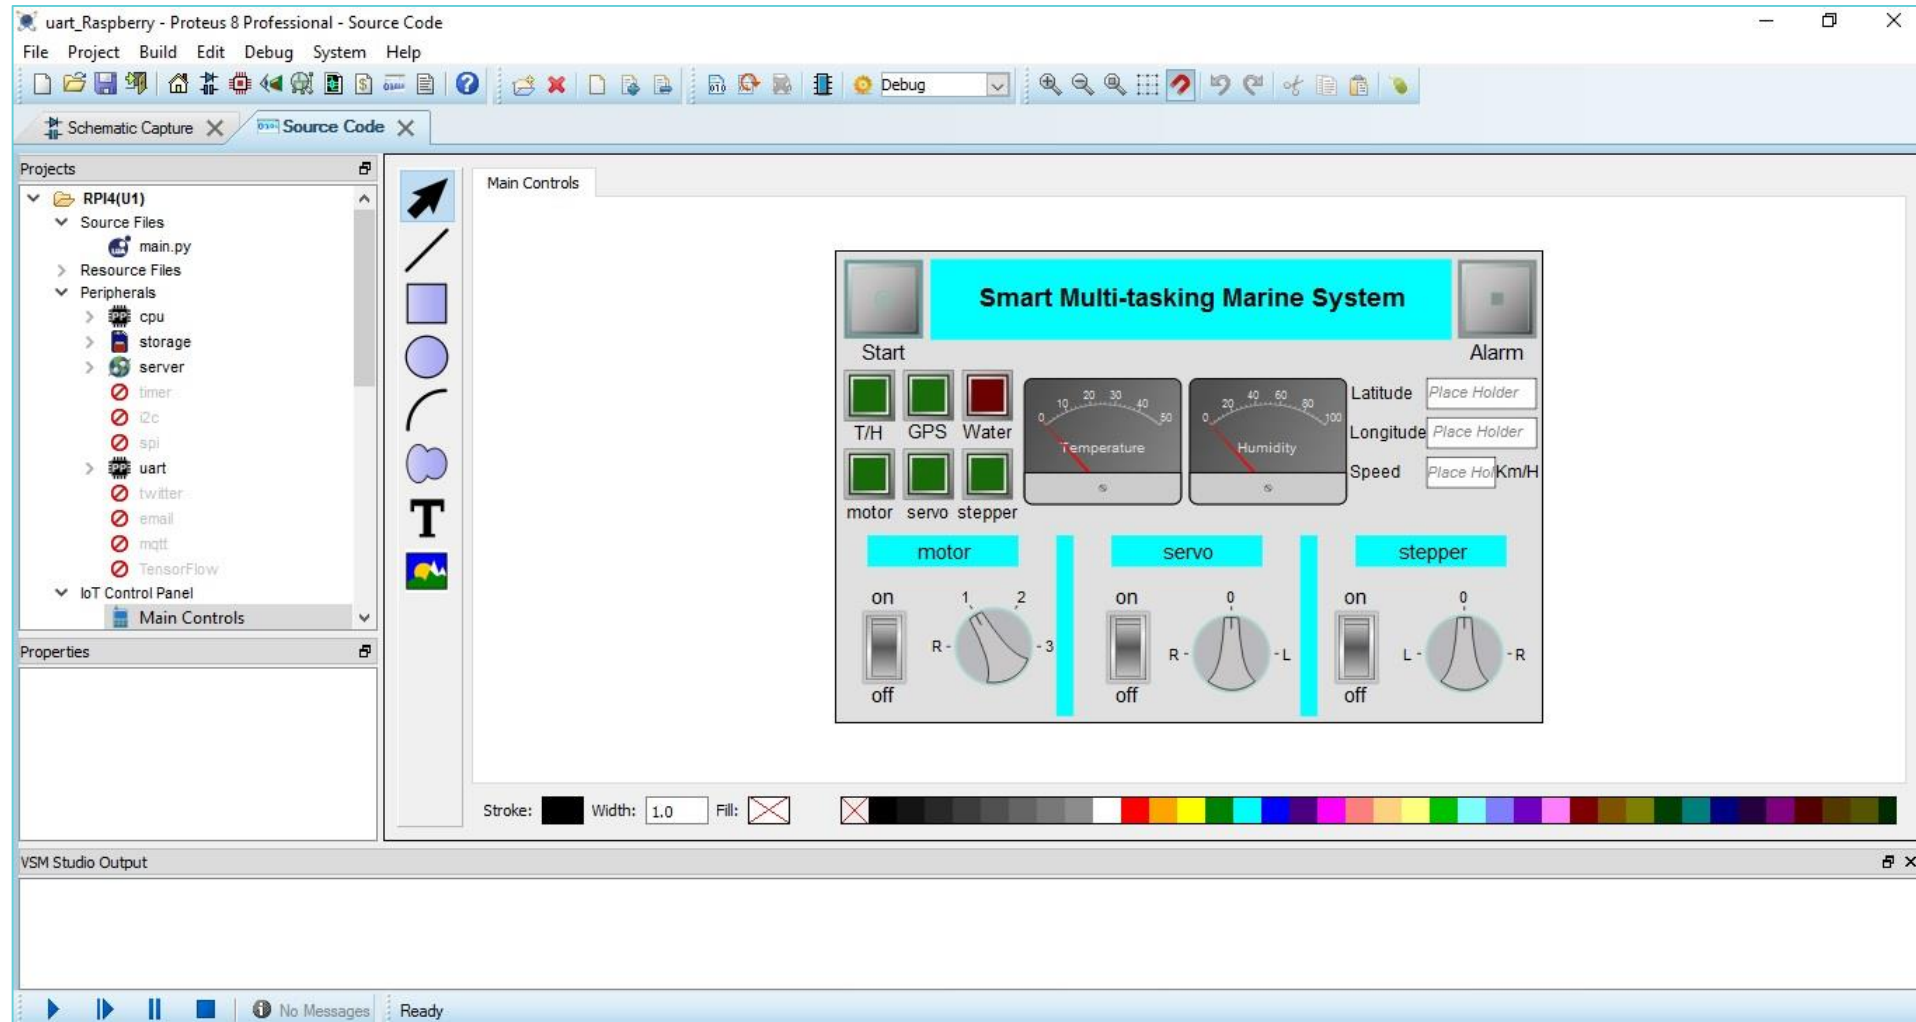 uart_Raspberry - Proteus 8 Professional - Source Code
File Project Build Edit Debug System Help
Debug
Schematic Capture
Source Code
Projects
RPI4(U1)
Source Files
main.py
Resource Files
Peripherals
cpu
storage
server
timer
i2c
spi
uart
twitter
email
mqtt
TensorFlow
IoT Control Panel
Main Controls
Properties
Main Controls
Smart Multi-tasking Marine System
Start
Alarm
T/H GPS Water
motor servo stepper
0 10 20 30 40 50
Temperature
0 20 40 60 80 100
Humidity
Latitude Place Holder
Longitude Place Holder
Speed Place Hol Km/H
motor
on
off
R - 1 2 - 3
servo
on
off
R - 0 - L
stepper
on
off
L - 0 - R
Stroke: Width: 1.0 Fill:
VSM Studio Output
No Messages Ready